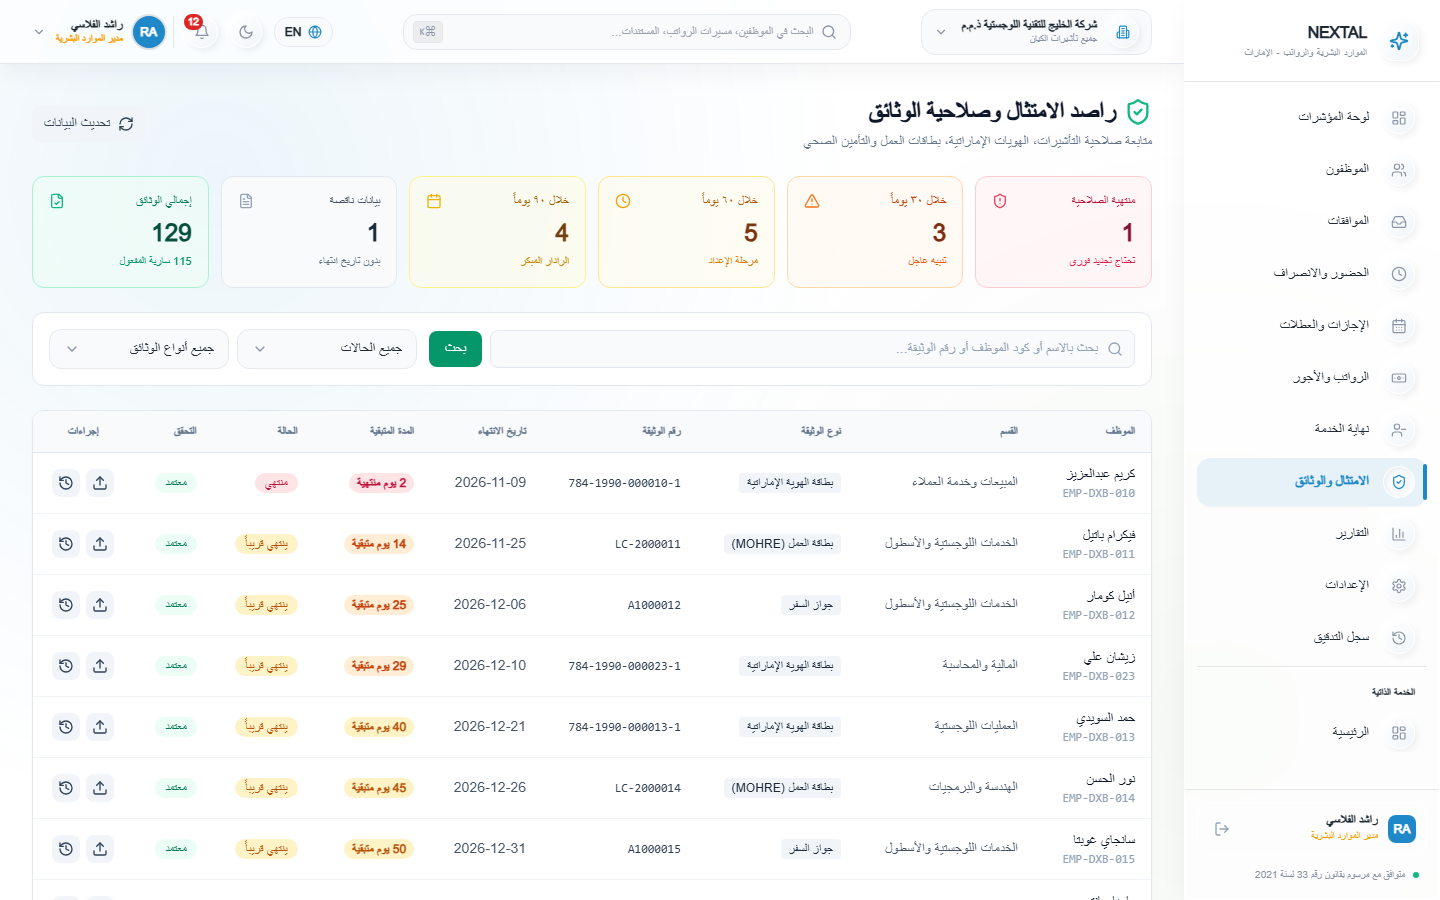 NEXTAL
الموارد البشرية والرواتب - الإمارات
شركة الخليج للتقنية اللوجستية ذ.م.م
جميع تأشيرات الكيان
البحث في الموظفين، مسيرات الرواتب، المستندات...
⌘K
EN
12
RA
راشد الفلاسي
مدير الموارد البشرية
لوحة المؤشرات
الموظفون
الموافقات
الحضور والانصراف
الإجازات والعطلات
الرواتب والأجور
نهاية الخدمة
الامتثال والوثائق
التقارير
الإعدادات
سجل التدقيق
الخدمة الذاتية
الرئيسية
راشد الفلاسي
مدير الموارد البشرية
RA
متوافق مع مرسوم بقانون رقم 33 لسنة 2021
راصد الامتثال وصلاحية الوثائق
متابعة صلاحية التأشيرات، الهويات الإماراتية، بطاقات العمل والتأمين الصحي
تحديث البيانات
منتهية الصلاحية
1
تحتاج تجديد فوري
خلال ٣٠ يوماً
3
تنبيه عاجل
خلال ٦٠ يوماً
5
مرحلة الإعداد
خلال ٩٠ يوماً
4
الرادار المبكر
بيانات ناقصة
1
بدون تاريخ انتهاء
إجمالي الوثائق
129
115 سارية المفعول
بحث بالاسم أو كود الموظف أو رقم الوثيقة...
بحث
جميع الحالات
جميع أنواع الوثائق
الموظف القسم نوع الوثيقة رقم الوثيقة تاريخ الانتهاء المدة المتبقية الحالة التحقق إجراءات
كريم عبدالعزيز المبيعات وخدمة العملاء بطاقة الهوية الإماراتية 784-1990-000010-1 2026-11-09 2 يوم منتهية منتهي معتمد
EMP-DXB-010
فيكرام باتيل الخدمات اللوجستية والأسطول بطاقة العمل (MOHRE) LC-2000011 2026-11-25 14 يوم متبقية ينتهي قريباً معتمد
EMP-DXB-011
أنيل كومار الخدمات اللوجستية والأسطول جواز السفر A1000012 2026-12-06 25 يوم متبقية ينتهي قريباً معتمد
EMP-DXB-012
زيشان علي المالية والمحاسبة بطاقة الهوية الإماراتية 784-1990-000023-1 2026-12-10 29 يوم متبقية ينتهي قريباً معتمد
EMP-DXB-023
حمد السويدي العمليات اللوجستية بطاقة الهوية الإماراتية 784-1990-000013-1 2026-12-21 40 يوم متبقية ينتهي قريباً معتمد
EMP-DXB-013
نور الحسن الهندسة والبرمجيات بطاقة العمل (MOHRE) LC-2000014 2026-12-26 45 يوم متبقية ينتهي قريباً معتمد
EMP-DXB-014
سانجاي غوبتا الخدمات اللوجستية والأسطول جواز السفر A1000015 2026-12-31 50 يوم متبقية ينتهي قريباً معتمد
EMP-DXB-015